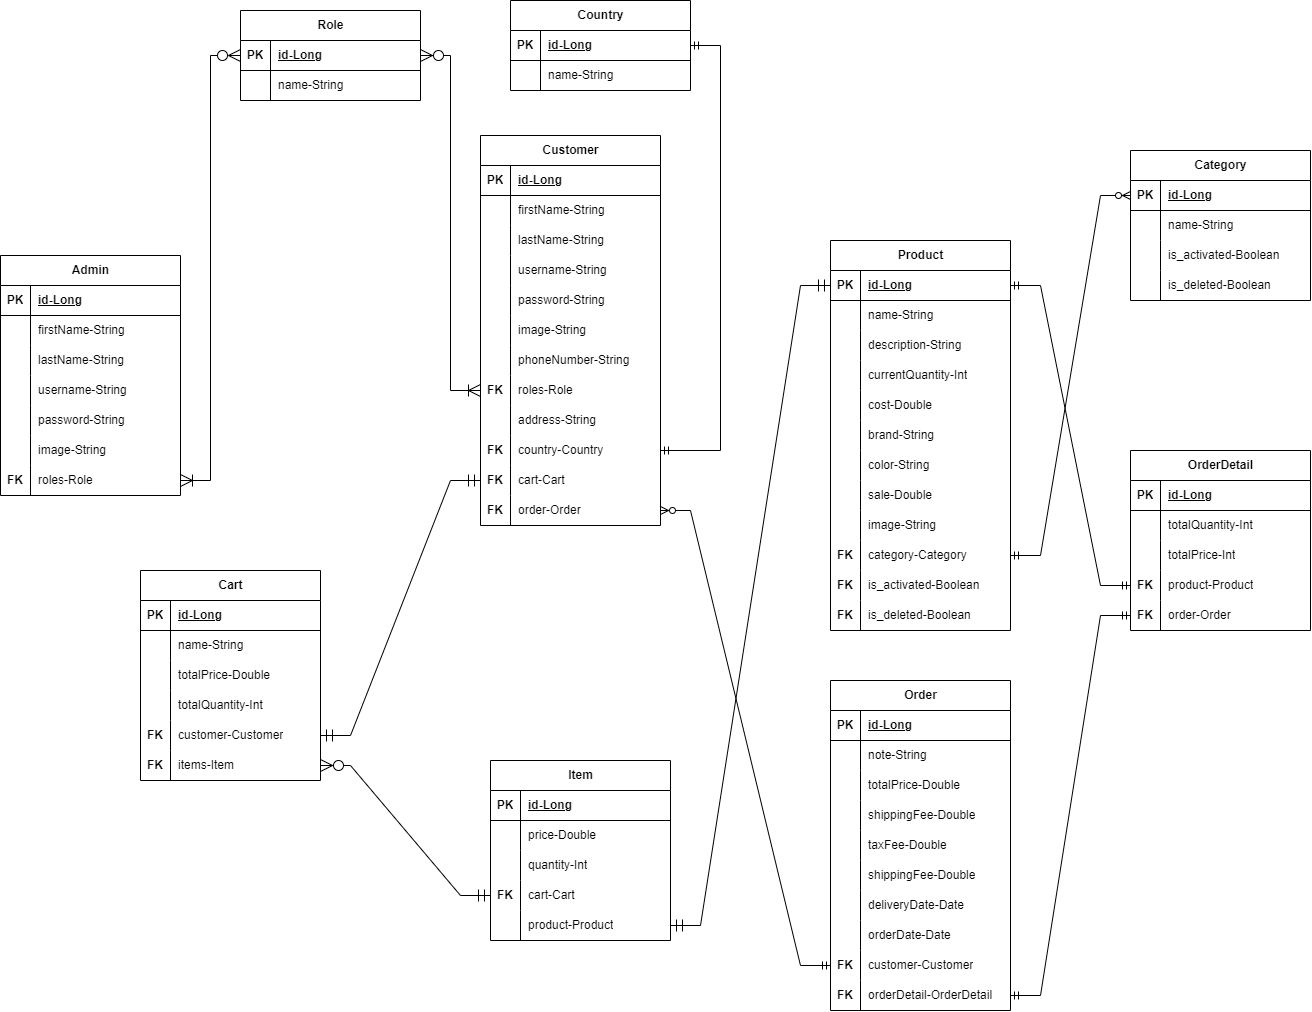 Role
PK id-Long
name-String
Country
PK id-Long
name-String
Customer
PK id-Long
firstName-String
lastName-String
username-String
password-String
image-String
phoneNumber-String
FK roles-Role
address-String
FK country-Country
FK cart-Cart
FK order-Order
Category
PK id-Long
name-String
is_activated-Boolean
is_deleted-Boolean
Product
PK id-Long
name-String
description-String
currentQuantity-Int
cost-Double
brand-String
color-String
sale-Double
image-String
FK category-Category
FK is_activated-Boolean
FK is_deleted-Boolean
Admin
PK id-Long
firstName-String
lastName-String
username-String
password-String
image-String
FK roles-Role
OrderDetail
PK id-Long
totalQuantity-Int
totalPrice-Int
FK product-Product
FK order-Order
Cart
PK id-Long
name-String
totalPrice-Double
totalQuantity-Int
FK customer-Customer
FK items-Item
Order
PK id-Long
note-String
totalPrice-Double
shippingFee-Double
taxFee-Double
shippingFee-Double
deliveryDate-Date
orderDate-Date
FK customer-Customer
FK orderDetail-OrderDetail
Item
PK id-Long
price-Double
quantity-Int
FK cart-Cart
product-Product